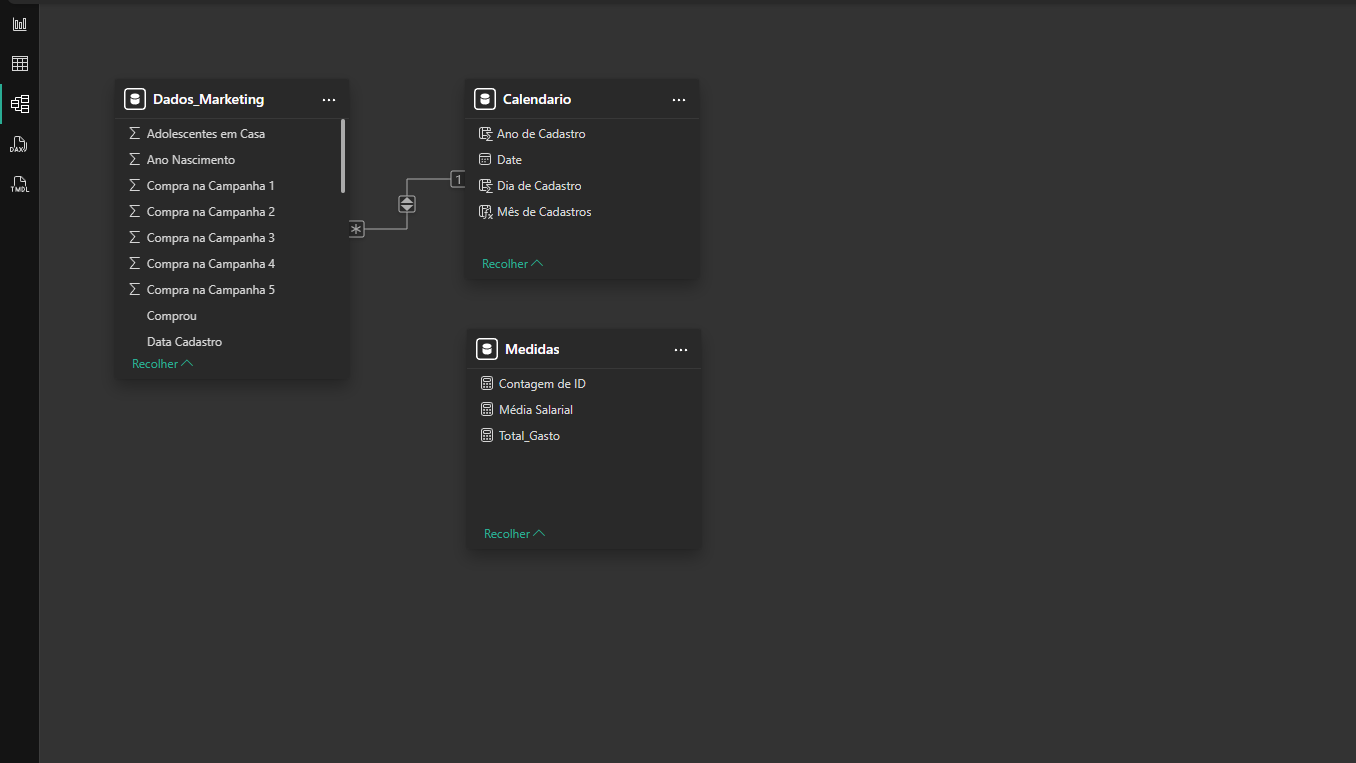 DAX
TMDL
Dados_Marketing
...
Adolescentes em Casa
Ano Nascimento
Compra na Campanha 1
Compra na Campanha 2
Compra na Campanha 3
Compra na Campanha 4
Compra na Campanha 5
Comprou
Data Cadastro
Recolher
*
1
Calendario
...
Ano de Cadastro
Date
Dia de Cadastro
Mês de Cadastros
Recolher
Medidas
...
Contagem de ID
Média Salarial
Total_Gasto
Recolher